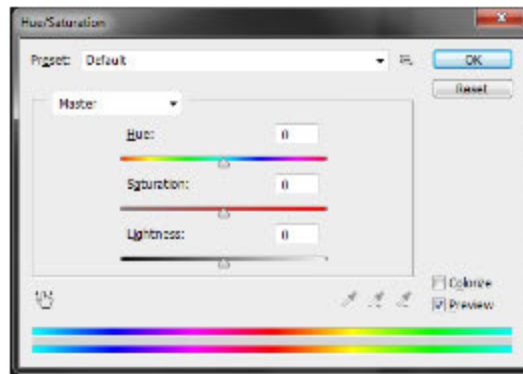 Hue/Saturation
Preset: Default
OK
Reset
Master
Hue: 0
Saturation: 0
Lightness: 0
Colorize
Preview